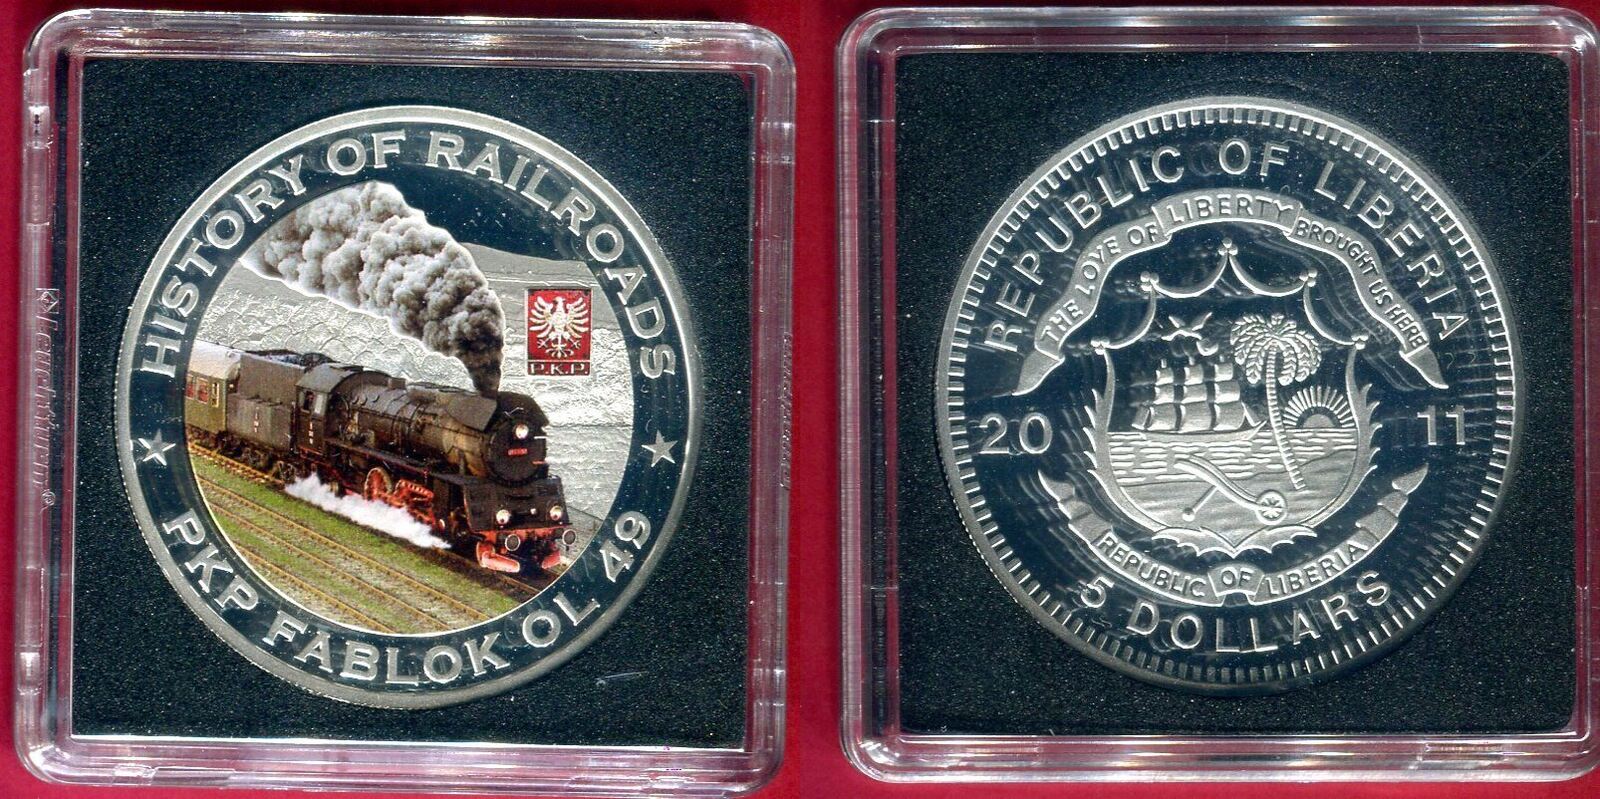 HISTORY OF RAILROADS
P.K.P.
PKP FABLOK OL 49
Leuchtturm
REPUBLIC OF LIBERIA
THE LOVE OF LIBERTY BROUGHT US HERE
20 11
REPUBLIC OF LIBERIA
5 DOLLARS